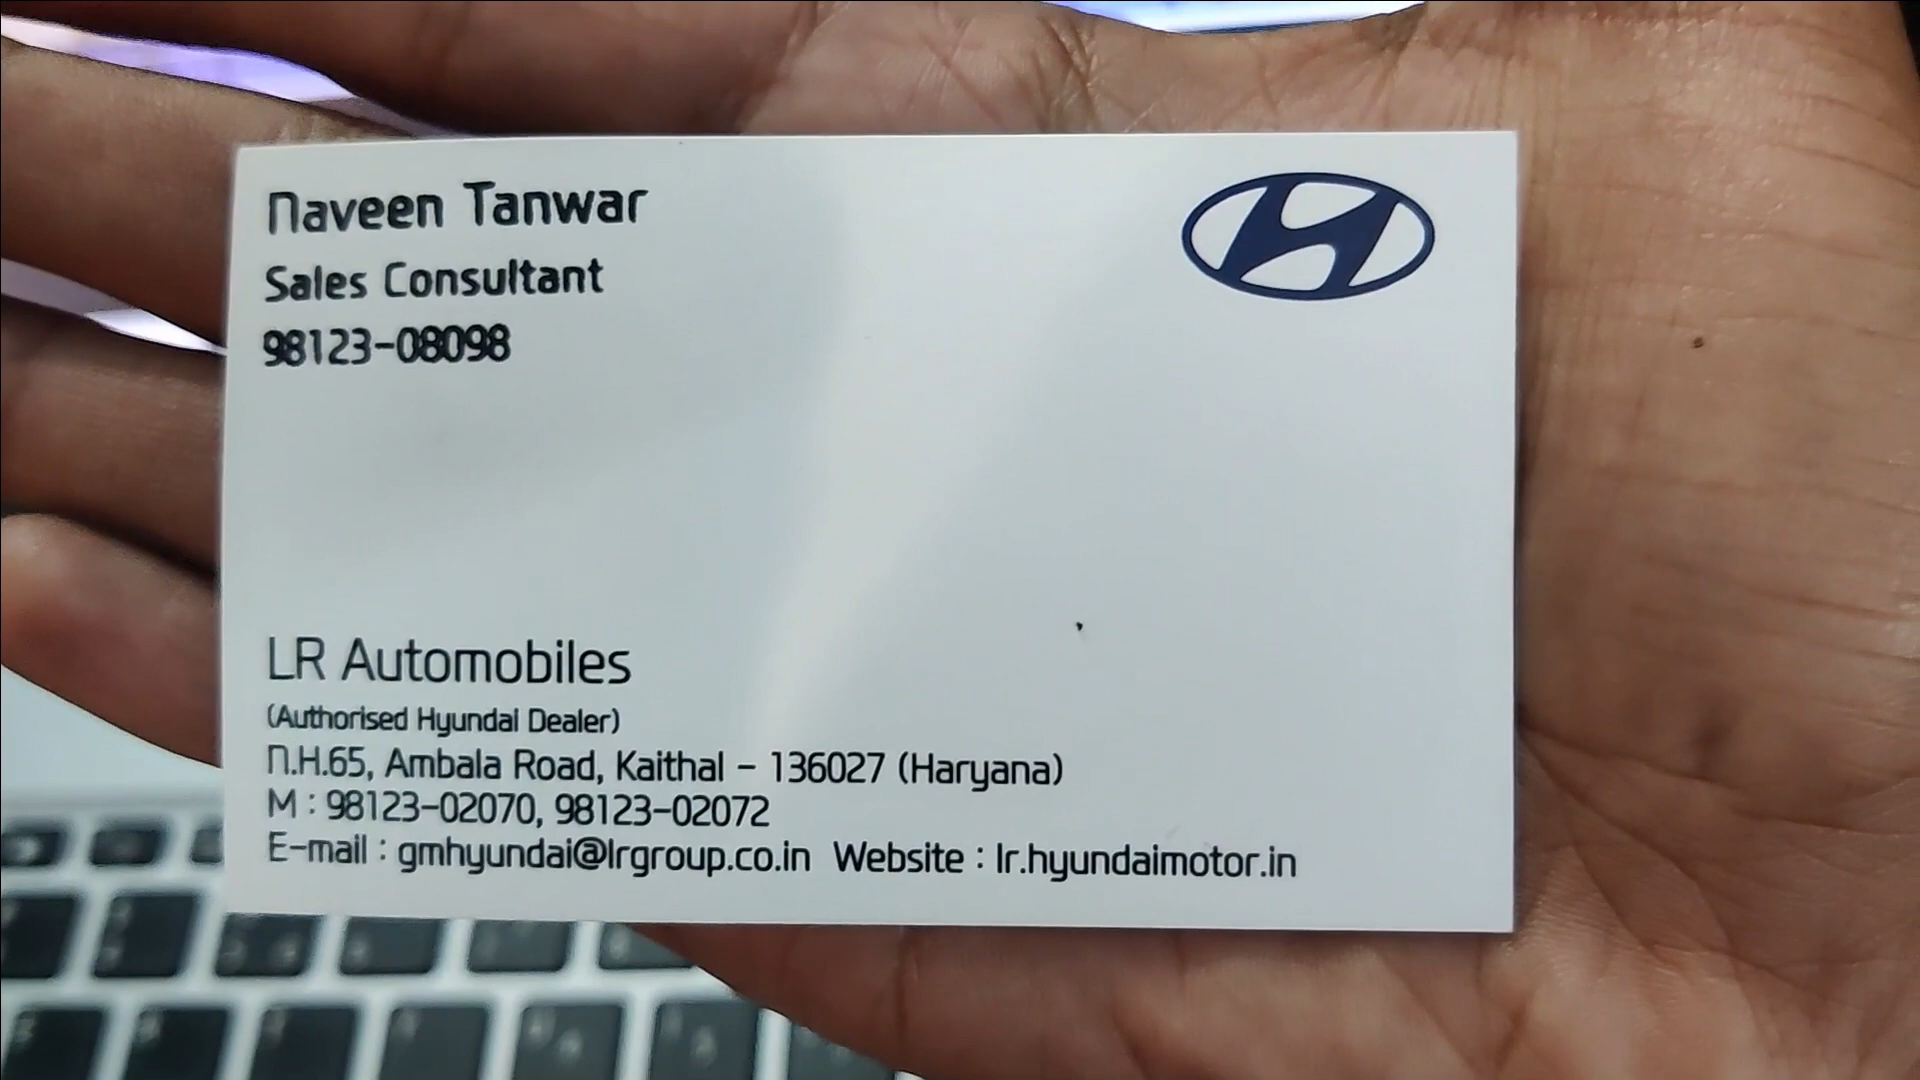 Naveen Tanwar
Sales Consultant
98123-08098
LR Automobiles
(Authorised Hyundai Dealer)
N.H.65, Ambala Road, Kaithal - 136027 (Haryana)
M : 98123-02070, 98123-02072
E-mail : gmhyundai@lrgroup.co.in Website : lr.hyundaimotor.in